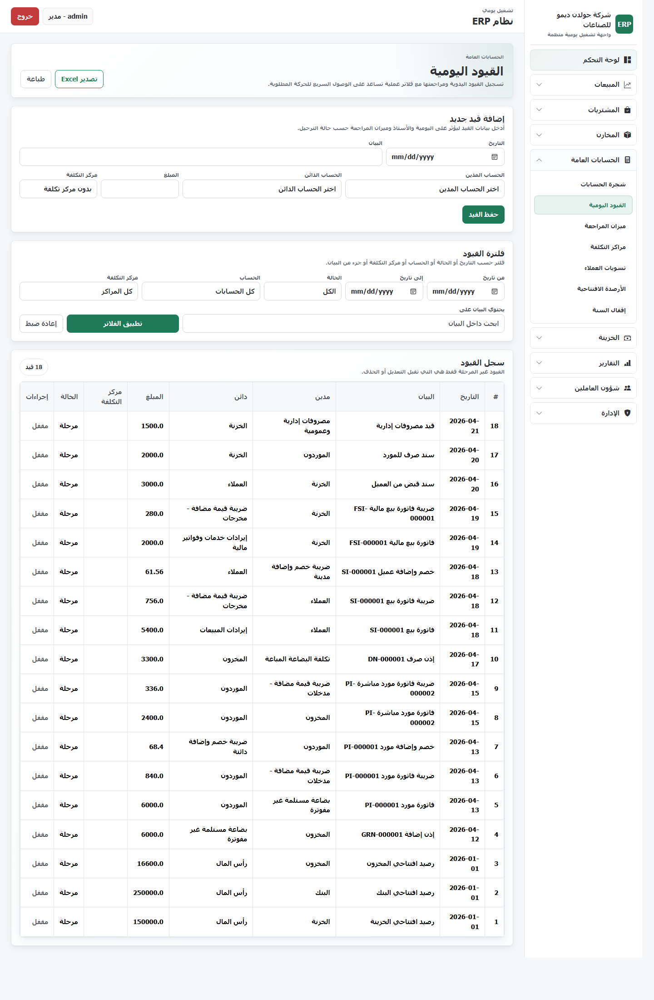 ERP
شركة جولدن ديمو
للصناعات
واجهة تشغيل يومية منظمة
لوحة التحكم
المبيعات
المشتريات
المخازن
الحسابات العامة
شجرة الحسابات
القيود اليومية
ميزان المراجعة
مراكز التكلفة
تسويات العملاء
الأرصدة الافتتاحية
إقفال السنة
الخزينة
التقارير
شؤون العاملين
الإدارة
تشغيل يومي
نظام ERP
admin - مدير
خروج
الحسابات العامة
القيود اليومية
تسجيل القيود اليدوية ومراجعتها مع فلاتر عملية تساعد على الوصول السريع للحركة المطلوبة.
تصدير Excel
طباعة
إضافة قيد جديد
أدخل بيانات القيد ليؤثر على اليومية والأستاذ وميزان المراجعة حسب حالة الترحيل.
التاريخ البيان
mm/dd/yyyy
الحساب المدين الحساب الدائن المبلغ مركز التكلفة
اختر الحساب المدين اختر الحساب الدائن بدون مركز تكلفة
حفظ القيد
فلترة القيود
فلتر حسب التاريخ أو الحالة أو الحساب أو مركز التكلفة أو جزء من البيان.
من تاريخ إلى تاريخ الحالة الحساب مركز التكلفة
mm/dd/yyyy mm/dd/yyyy الكل كل الحسابات كل المراكز
يحتوي البيان على
ابحث داخل البيان تطبيق الفلاتر إعادة ضبط
سجل القيود
القيود غير المرحلة فقط هي التي تقبل التعديل أو الحذف.
18 قيد
# التاريخ البيان مدين دائن المبلغ مركز التكلفة الحالة إجراءات
18 2026-04-21 قيد مصروفات إدارية مصروفات إدارية وعمومية الخزنة 1500.0 مرحلة مقفل
17 2026-04-20 سند صرف للمورد الموردون الخزنة 2000.0 مرحلة مقفل
16 2026-04-20 سند قبض من العميل الخزنة العملاء 3000.0 مرحلة مقفل
15 2026-04-19 ضريبة فاتورة بيع مالية FSI-000001 الخزنة ضريبة قيمة مضافة - مخرجات 280.0 مرحلة مقفل
14 2026-04-19 فاتورة بيع مالية FSI-000001 الخزنة إيرادات خدمات وفواتير مالية 2000.0 مرحلة مقفل
13 2026-04-18 خصم وإضافة عميل SI-000001 ضريبة خصم وإضافة مدينة العملاء 61.56 مرحلة مقفل
12 2026-04-18 ضريبة فاتورة بيع SI-000001 العملاء ضريبة قيمة مضافة - مخرجات 756.0 مرحلة مقفل
11 2026-04-18 فاتورة بيع SI-000001 العملاء إيرادات المبيعات 5400.0 مرحلة مقفل
10 2026-04-17 إذن صرف DN-000001 تكلفة البضاعة المباعة المخزون 3300.0 مرحلة مقفل
9 2026-04-15 ضريبة فاتورة مورد مباشرة PI-000002 ضريبة قيمة مضافة - مدخلات الموردون 336.0 مرحلة مقفل
8 2026-04-15 فاتورة مورد مباشرة PI-000002 المخزون الموردون 2400.0 مرحلة مقفل
7 2026-04-13 خصم وإضافة مورد PI-000001 الموردون ضريبة خصم وإضافة دائنة 68.4 مرحلة مقفل
6 2026-04-13 ضريبة فاتورة مورد PI-000001 ضريبة قيمة مضافة - مدخلات الموردون 840.0 مرحلة مقفل
5 2026-04-13 فاتورة مورد PI-000001 بضاعة مستلمة غير مفوترة الموردون 6000.0 مرحلة مقفل
4 2026-04-12 إذن إضافة GRN-000001 المخزون بضاعة مستلمة غير مفوترة 6000.0 مرحلة مقفل
3 2026-01-01 رصيد افتتاحي المخزون المخزون رأس المال 16600.0 مرحلة مقفل
2 2026-01-01 رصيد افتتاحي البنك البنك رأس المال 250000.0 مرحلة مقفل
1 2026-01-01 رصيد افتتاحي الخزينة الخزنة رأس المال 150000.0 مرحلة مقفل